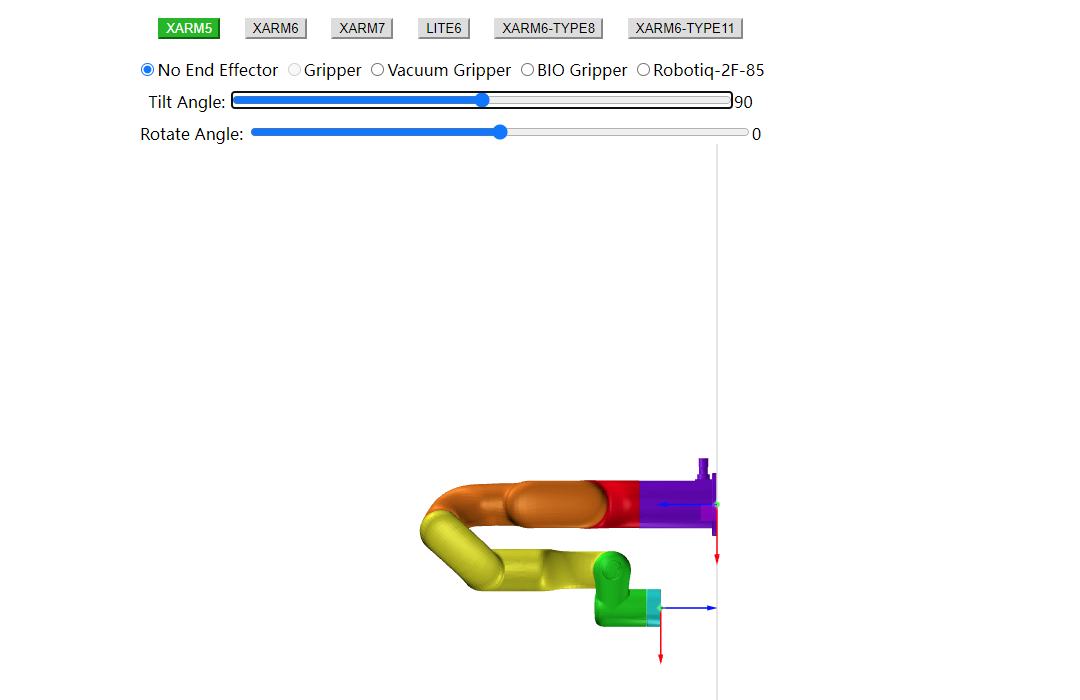 XARM5 XARM6 XARM7 LITE6 XARM6-TYPE8 XARM6-TYPE11
No End Effector Gripper Vacuum Gripper BIO Gripper Robotiq-2F-85
Tilt Angle: 90
Rotate Angle: 0